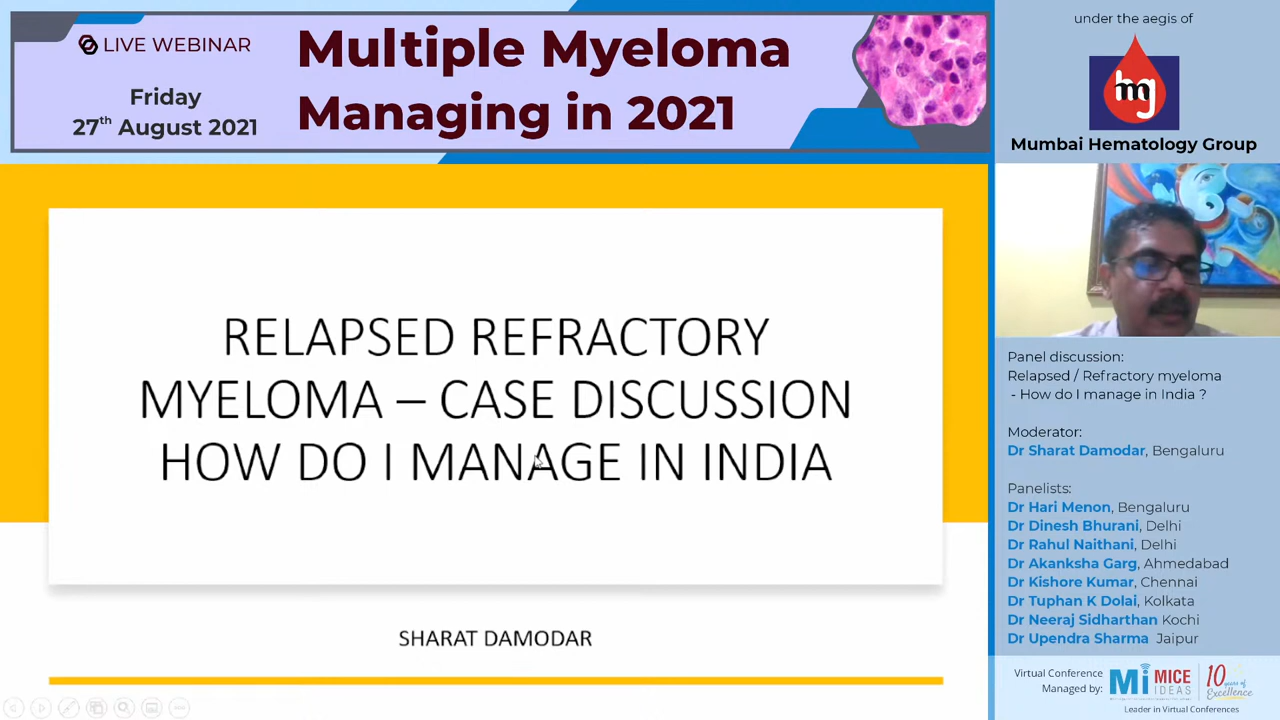 LIVE WEBINAR
Friday
27th August 2021
Multiple Myeloma
Managing in 2021
under the aegis of
hmg
Mumbai Hematology Group
RELAPSED REFRACTORY
MYELOMA – CASE DISCUSSION
HOW DO I MANAGE IN INDIA
SHARAT DAMODAR
Panel discussion:
Relapsed / Refractory myeloma
- How do I manage in India ?
Moderator:
Dr Sharat Damodar, Bengaluru
Panelists:
Dr Hari Menon, Bengaluru
Dr Dinesh Bhurani, Delhi
Dr Rahul Naithani, Delhi
Dr Akanksha Garg, Ahmedabad
Dr Kishore Kumar, Chennai
Dr Tuphan K Dolai, Kolkata
Dr Neeraj Sidharthan Kochi
Dr Upendra Sharma Jaipur
Virtual Conference
Managed by:
Mi MICE
IDEAS
10 years of
Excellence
Leader in Virtual Conferences